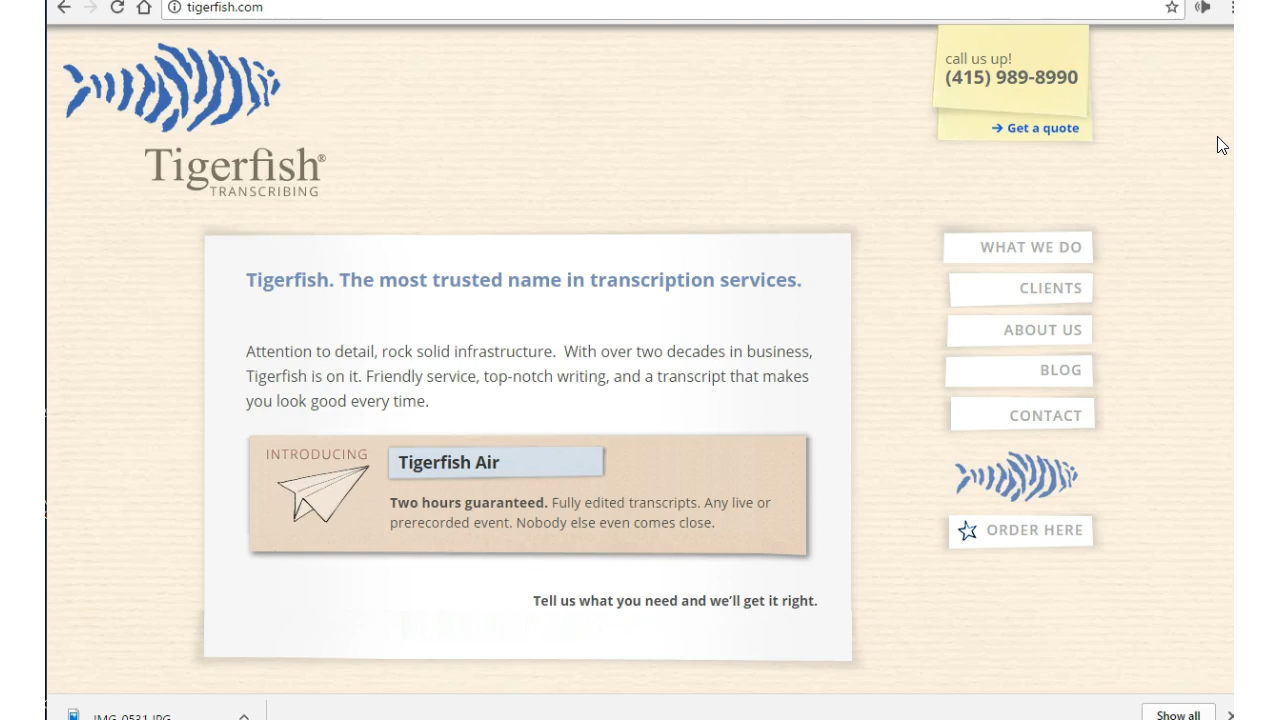 tigerfish.com
call us up!
(415) 989-8990
→ Get a quote
Tigerfish®
TRANSCRIBING
WHAT WE DO
Tigerfish. The most trusted name in transcription services.
CLIENTS
ABOUT US
Attention to detail, rock solid infrastructure.  With over two decades in business,
Tigerfish is on it. Friendly service, top-notch writing, and a transcript that makes
you look good every time.
BLOG
CONTACT
INTRODUCING
Tigerfish Air
Two hours guaranteed. Fully edited transcripts. Any live or
prerecorded event. Nobody else even comes close.
ORDER HERE
Tell us what you need and we'll get it right.
IMG_0531.JPG
Show all